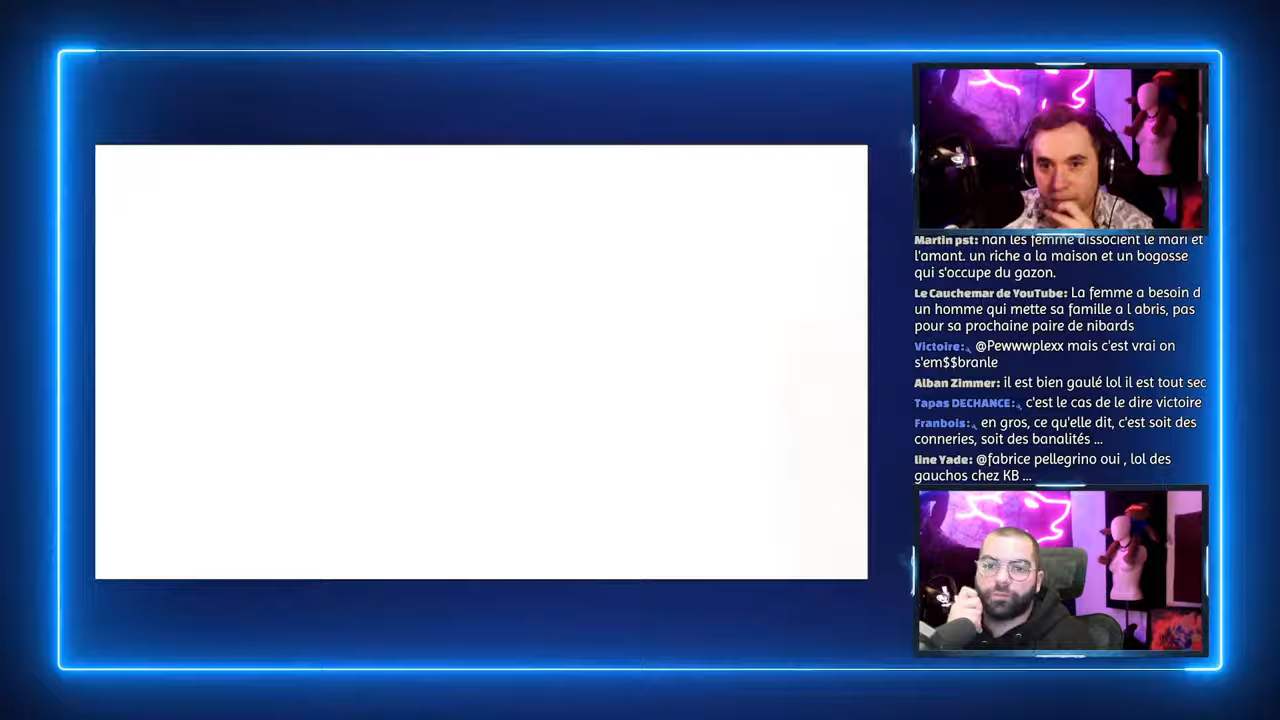 Martin pst: nan les femme dissocient le mari et
l'amant. un riche a la maison et un bogosse
qui s'occupe du gazon.
Le Cauchemar de YouTube: La femme a besoin d
un homme qui mette sa famille a l abris, pas
pour sa prochaine paire de nibards
Victoire: @Pewwwplexx mais c'est vrai on
s'em$$branle
Alban Zimmer: il est bien gaulé lol il est tout sec
Tapas DECHANCE: c'est le cas de le dire victoire
Franbois: en gros, ce qu'elle dit, c'est soit des
conneries, soit des banalités ...
line Yade: @fabrice pellegrino oui , lol des
gauchos chez KB ...